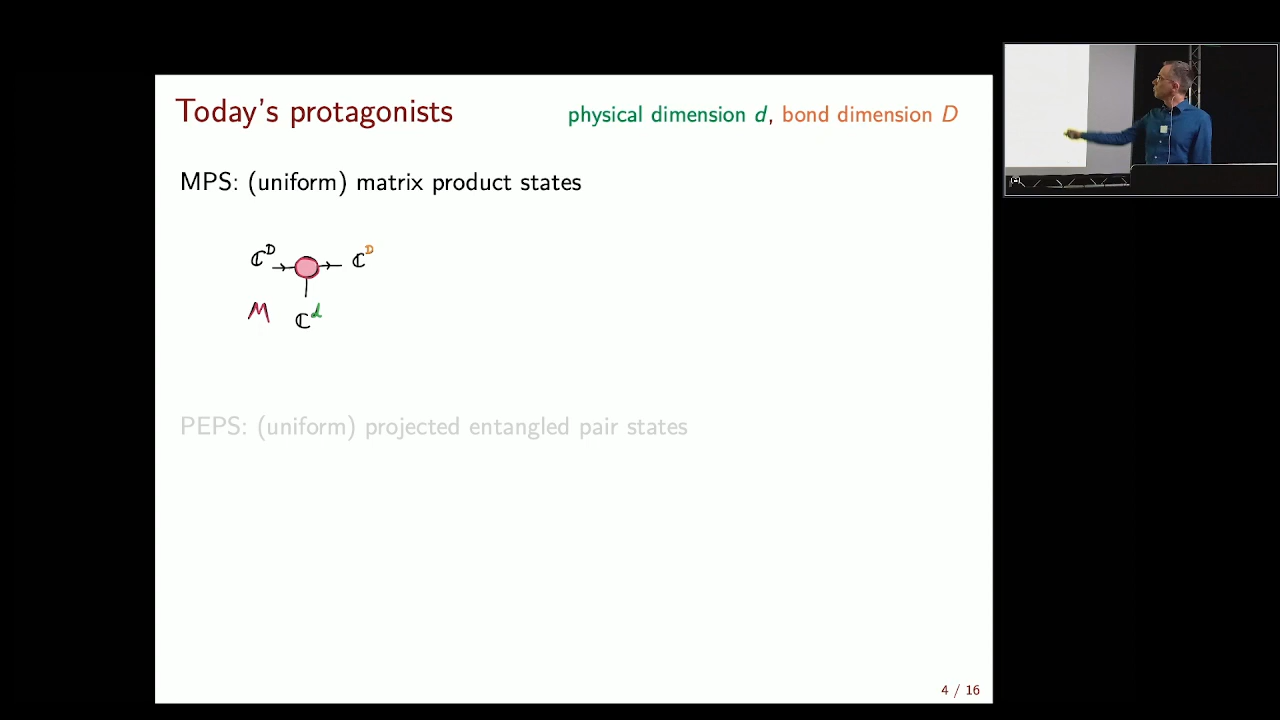 Today's protagonists
physical dimension d, bond dimension D
MPS: (uniform) matrix product states
ℂᴰ ℂᴰ
M ℂᵈ
PEPS: (uniform) projected entangled pair states
4 / 16